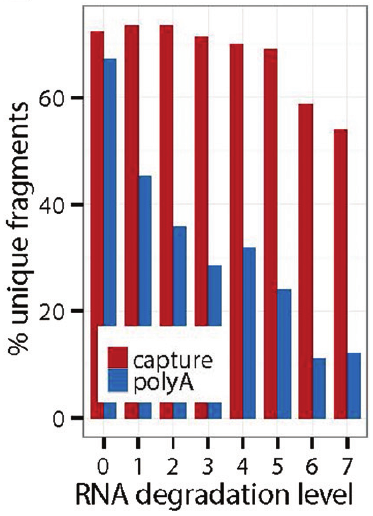 % unique fragments
60
40
20
0
capture
polyA
0 1 2 3 4 5 6 7
RNA degradation level